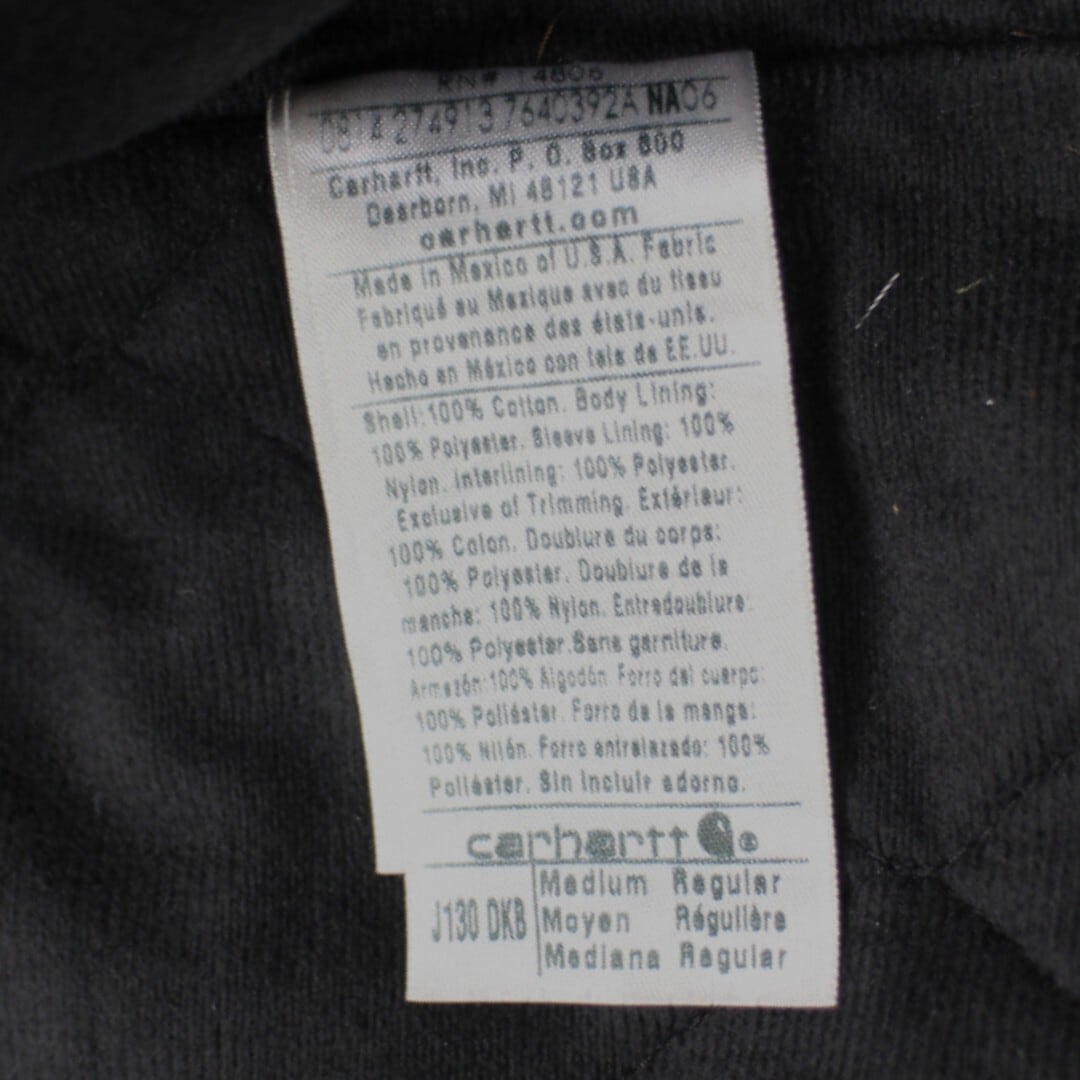 RN# 14806
0814 274913 7640392A NA06
Carhartt, Inc. P. O. Box 600
Dearborn, MI 48121 USA
carhartt.com
Made in Mexico of U.S.A. Fabric
Fabriqué au Mexique avec du tissu
en provenance des états-unis.
Hecho en México con tela de EE.UU.
Shell: 100% Cotton. Body Lining:
100% Polyester. Sleeve Lining: 100%
Nylon. Interlining: 100% Polyester.
Exclusive of Trimming. Extérieur:
100% Coton. Doublure du corps:
100% Polyester. Doublure de la
manche: 100% Nylon. Entredoublure:
100% Polyester.Sans garniture.
Armazón:100% Algodón. Forro del cuerpo:
100% Poliéster. Forro de la manga:
100% Nilón. Forro entrelazado: 100%
Poliéster. Sin incluir adorno.
carhartt ®
J130 DKB
Medium Regular
Moyen Régulière
Mediana Regular